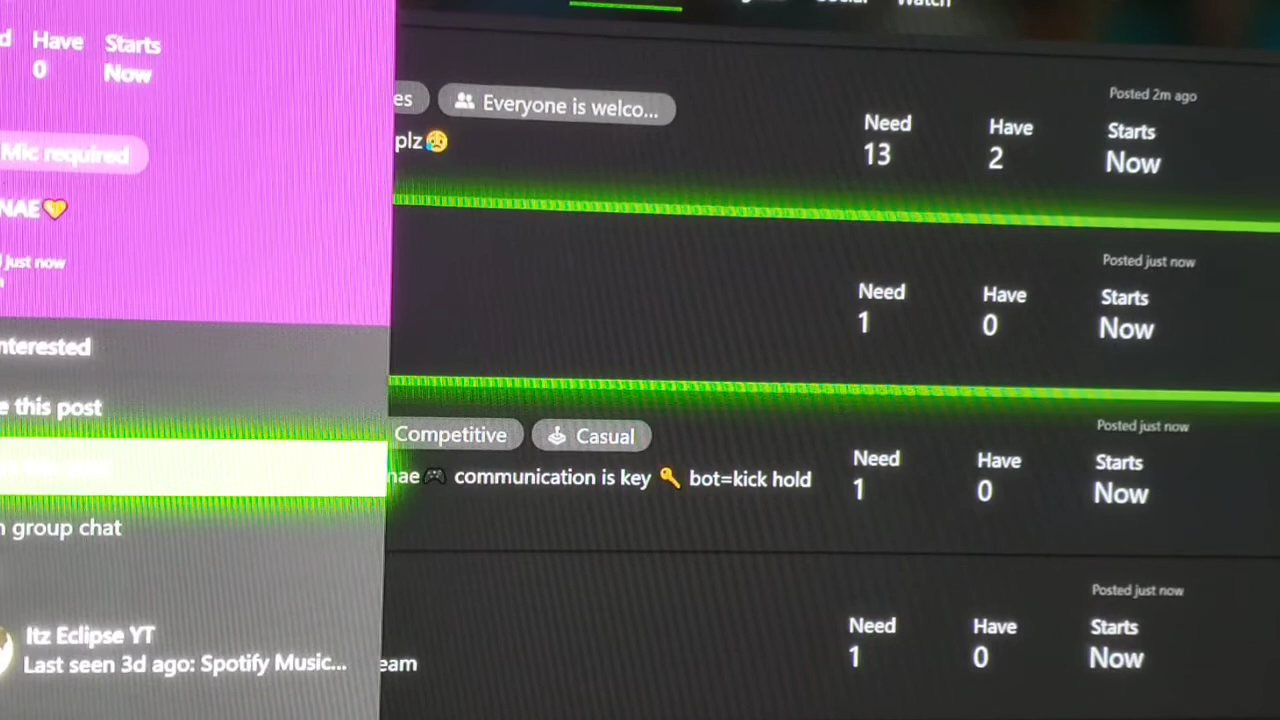 Watch
Have
Starts
0
Now
Mic required
NAE💛
just now
nterested
e this post
group chat
Itz Eclipse YT
Last seen 3d ago: Spotify Music...
es
Everyone is welco...
plz😥
Posted 2m ago
Need
Have
Starts
13
2
Now
Posted just now
Need
Have
Starts
1
0
Now
Competitive
Casual
nae🎮 communication is key 🔑 bot=kick hold
Posted just now
Need
Have
Starts
1
0
Now
eam
Posted just now
Need
Have
Starts
1
0
Now